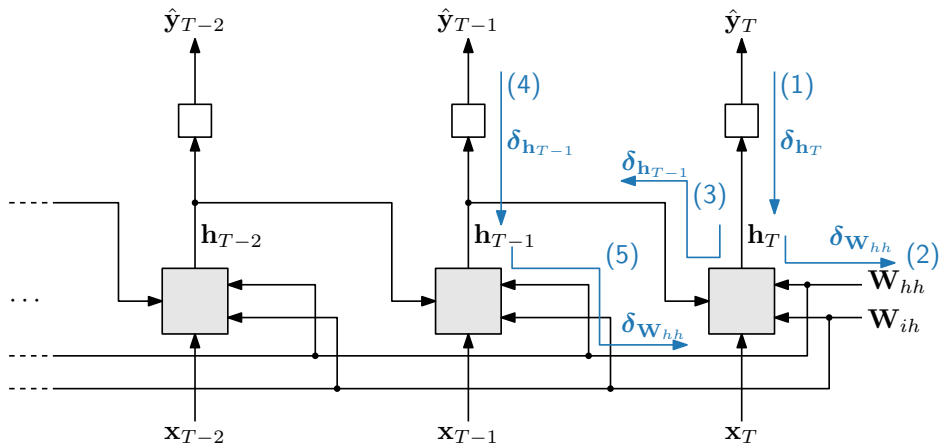 ŷ_{T−2} ŷ_{T−1} ŷ_T
(4) (1)
δ_{h_{T−1}} δ_{h_T}
δ_{h_{T−1}}
(3)
h_{T−2} h_{T−1} h_T δ_{W_{hh}}
(5) (2)
W_{hh}
...
W_{ih}
δ_{W_{hh}}
x_{T−2} x_{T−1} x_T